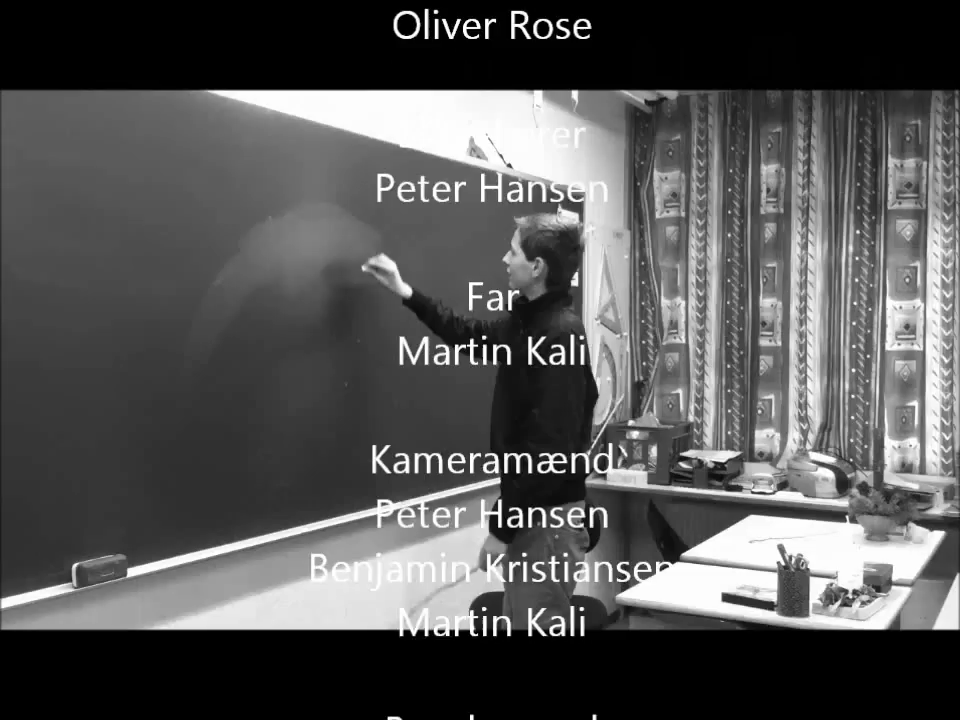 Oliver Rose
Peter Hansen
Far
Martin Kali
Kameramænd
Peter Hansen
Benjamin Kristiansen
Martin Kali